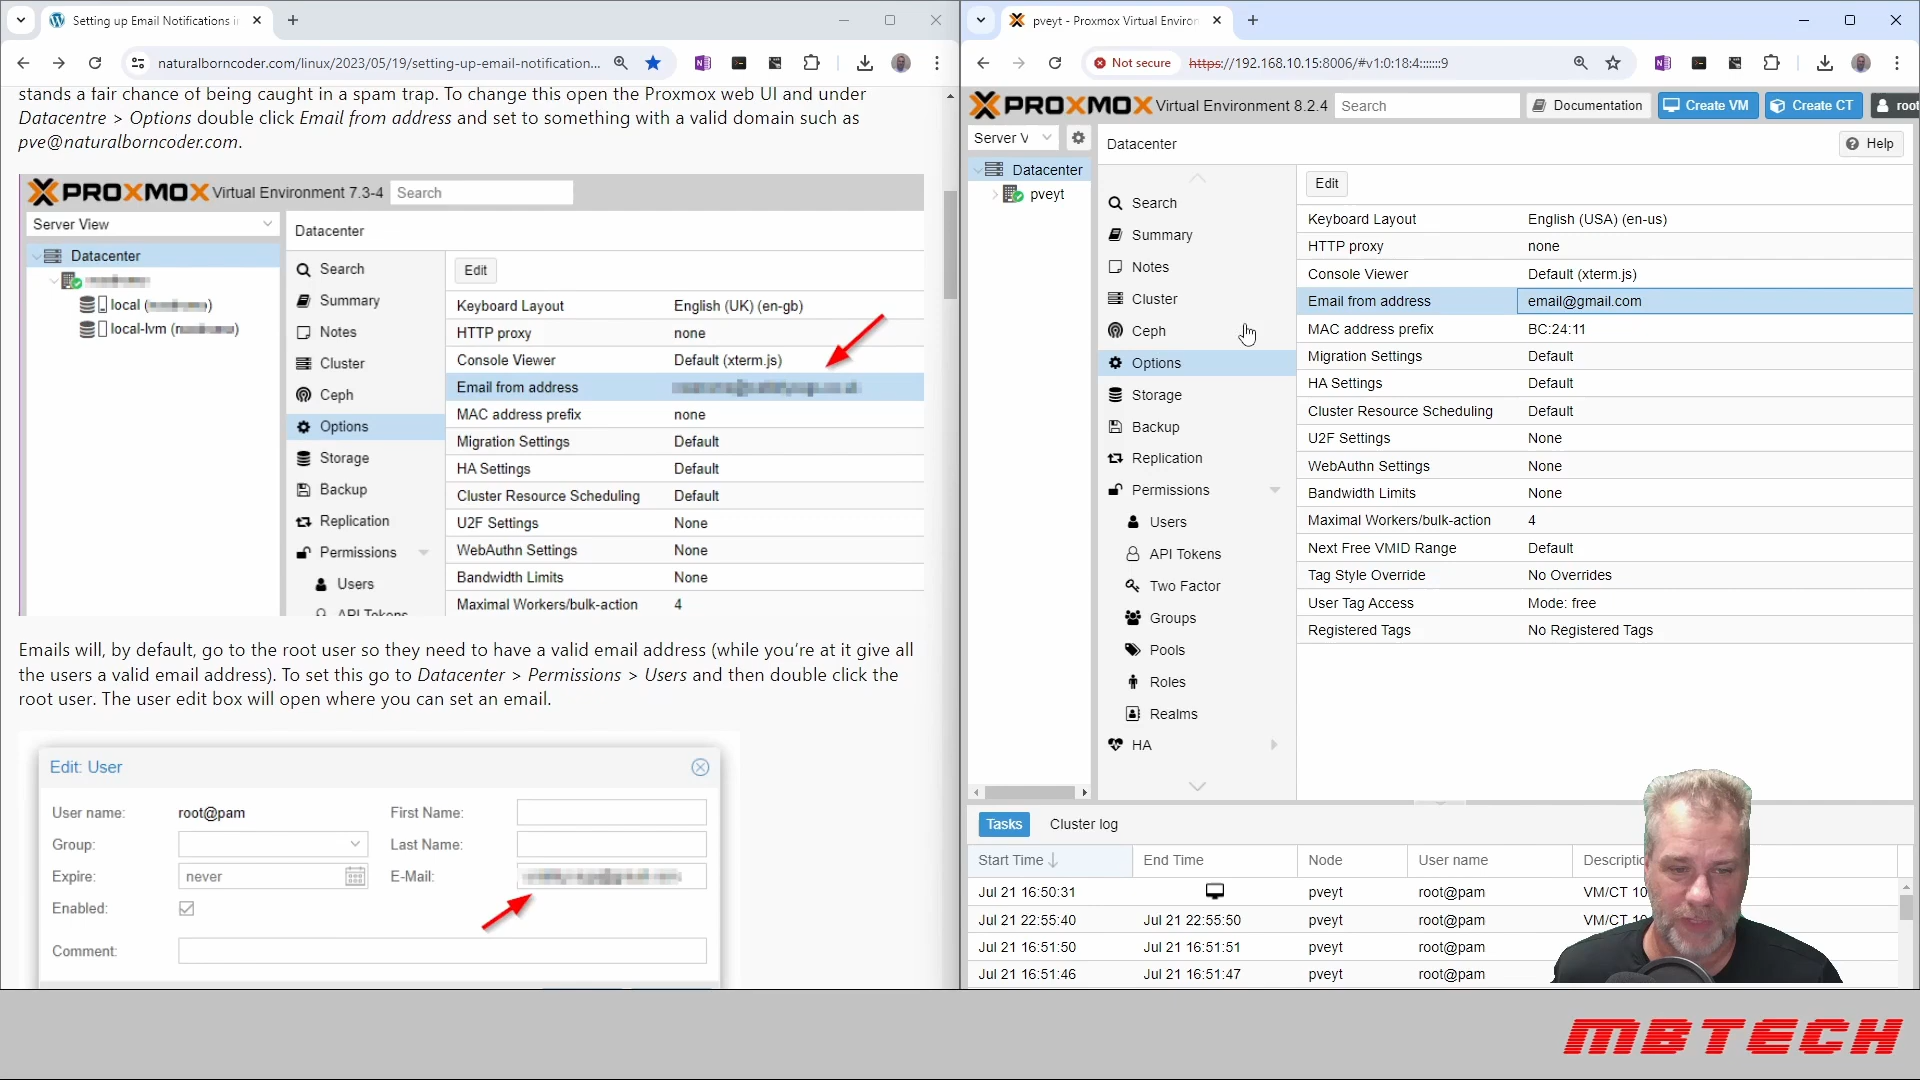 Setting up Email Notifications i
naturalborncoder.com/linux/2023/05/19/setting-up-email-notification...
stands a fair chance of being caught in a spam trap. To change this open the Proxmox web UI and under
Datacentre > Options double click Email from address and set to something with a valid domain such as
pve@naturalborncoder.com.
PROXMOX Virtual Environment 7.3-4 Search
Server View
Datacenter
Datacenter
local (
local-lvm (
Search
Summary
Notes
Cluster
Ceph
Options
Storage
Backup
Replication
Permissions
Users
API Tokens
Edit
Keyboard Layout English (UK) (en-gb)
HTTP proxy none
Console Viewer Default (xterm.js)
Email from address
MAC address prefix none
Migration Settings Default
HA Settings Default
Cluster Resource Scheduling Default
U2F Settings None
WebAuthn Settings None
Bandwidth Limits None
Maximal Workers/bulk-action 4
Emails will, by default, go to the root user so they need to have a valid email address (while you're at it give all
the users a valid email address). To set this go to Datacenter > Permissions > Users and then double click the
root user. The user edit box will open where you can set an email.
Edit: User
User name: root@pam First Name:
Group: Last Name:
Expire: never E-Mail:
Enabled:
Comment:
pveyt - Proxmox Virtual Environ
Not secure https://192.168.10.15:8006/#v1:0:18:4:::::::9
PROXMOX Virtual Environment 8.2.4 Search Documentation Create VM Create CT root
Server V
Datacenter
pveyt
Datacenter
Help
Search
Summary
Notes
Cluster
Ceph
Options
Storage
Backup
Replication
Permissions
Users
API Tokens
Two Factor
Groups
Pools
Roles
Realms
HA
Edit
Keyboard Layout English (USA) (en-us)
HTTP proxy none
Console Viewer Default (xterm.js)
Email from address email@gmail.com
MAC address prefix BC:24:11
Migration Settings Default
HA Settings Default
Cluster Resource Scheduling Default
U2F Settings None
WebAuthn Settings None
Bandwidth Limits None
Maximal Workers/bulk-action 4
Next Free VMID Range Default
Tag Style Override No Overrides
User Tag Access Mode: free
Registered Tags No Registered Tags
Tasks Cluster log
Start Time End Time Node User name Descriptio
Jul 21 16:50:31 pveyt root@pam VM/CT 10
Jul 21 22:55:40 Jul 21 22:55:50 pveyt root@pam VM/CT 10
Jul 21 16:51:50 Jul 21 16:51:51 pveyt root@pam
Jul 21 16:51:46 Jul 21 16:51:47 pveyt root@pam
MBTECH